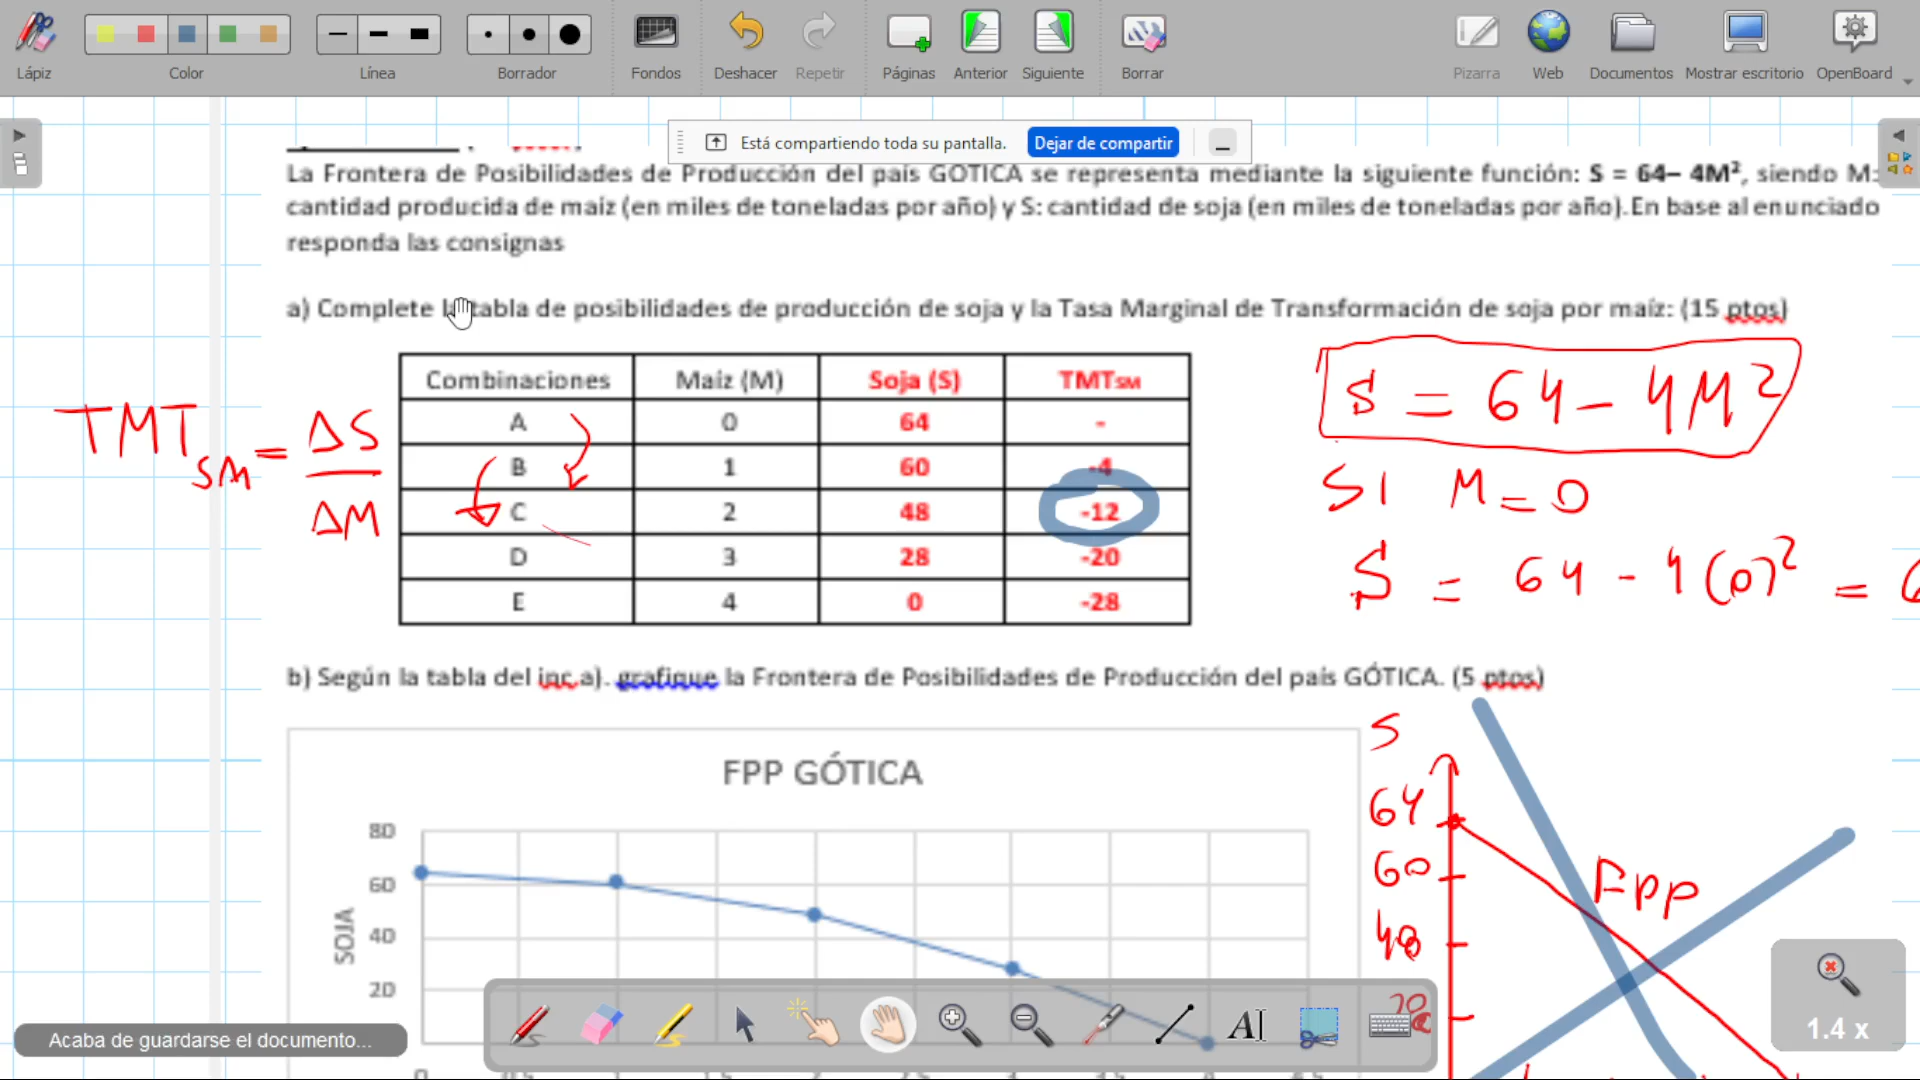 Lápiz Color Línea Borrador Fondos Deshacer Repetir Páginas Anterior Siguiente Borrar Pizarra Web Documentos Mostrar escritorio OpenBoard
Está compartiendo toda su pantalla. Dejar de compartir
La Frontera de Posibilidades de Producción del país GOTICA se representa mediante la siguiente función: S = 64– 4M², siendo M:
cantidad producida de maiz (en miles de toneladas por año) y S: cantidad de soja (en miles de toneladas por año).En base al enunciado
responda las consignas
a) Complete la tabla de posibilidades de producción de soja y la Tasa Marginal de Transformación de soja por maíz: (15 ptos)
Combinaciones Maiz (M) Soja (S) TMTSM
A 0 64 -
B 1 60 -4
C 2 48 -12
D 3 28 -20
E 4 0 -28
TMT SM = ΔS
ΔM
S = 64 - 4M²
SI M = 0
S = 64 - 4(0)² = 6
b) Según la tabla del inc a). grafique la Frontera de Posibilidades de Producción del país GÓTICA. (5 ptos)
FPP GÓTICA
80
60
40
20
SOJA
S
64
60
48
FPP
Acaba de guardarse el documento...
1.4 x